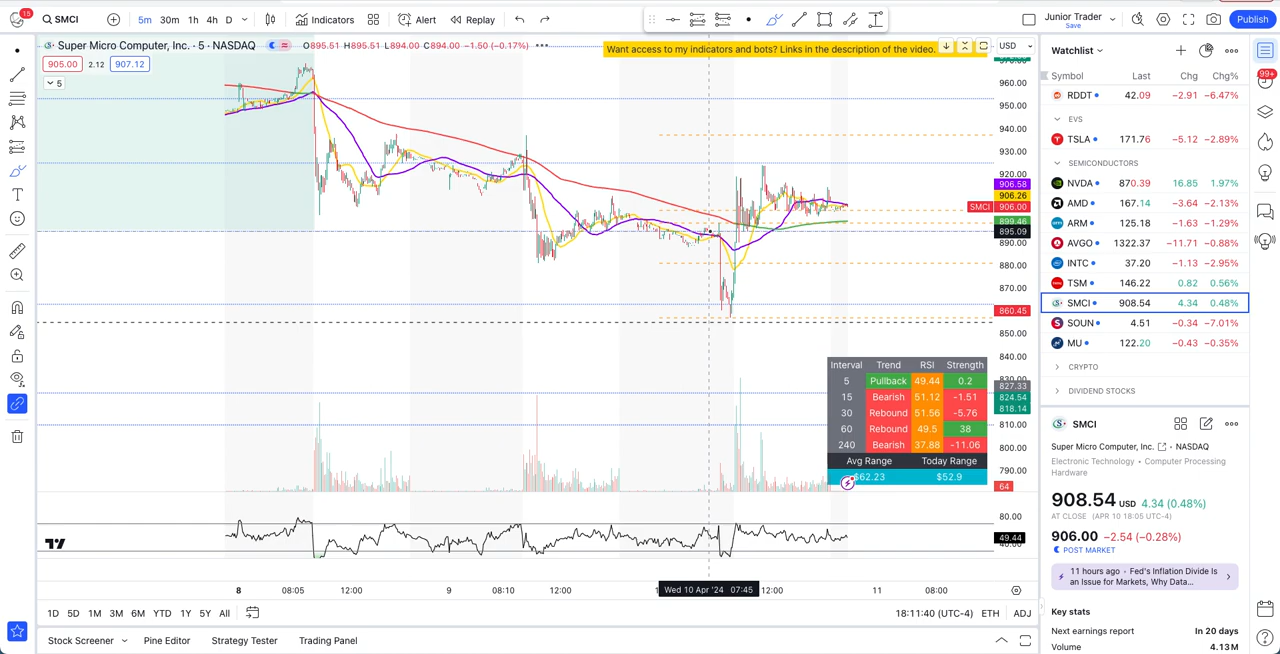 15
SMCI
5m 30m 1h 4h D
Indicators
Alert
Replay
Junior Trader
Save
Publish
Super Micro Computer, Inc. · 5 · NASDAQ
O895.51 H895.51 L894.00 C894.00 −1.50 (−0.17%)
905.00 2.12 907.12
5
Want access to my indicators and bots? Links in the description of the video.
USD
960.00
950.00
940.00
930.00
920.00
906.58
906.26
SMCI 906.00
899.46
895.09
890.00
880.00
870.00
860.45
850.00
840.00
827.33
824.54
818.14
810.00
800.00
790.00
64
80.00
49.44
Interval Trend RSI Strength
5 Pullback 49.44 0.2
15 Bearish 51.12 -1.51
30 Rebound 51.56 -5.76
60 Rebound 49.5 38
240 Bearish 37.88 -11.06
Avg Range Today Range
$62.23 $52.9
8 08:05 12:00 9 08:10 12:00 Wed 10 Apr '24 07:45 12:00 11 08:00
1D 5D 1M 3M 6M YTD 1Y 5Y All
18:11:40 (UTC-4) ETH ADJ
Stock Screener Pine Editor Strategy Tester Trading Panel
Watchlist
Symbol Last Chg Chg%
RDDT 42.09 −2.91 −6.47%
EVS
TSLA 171.76 −5.12 −2.89%
SEMICONDUCTORS
NVDA 870.39 16.85 1.97%
AMD 167.14 −3.64 −2.13%
ARM 125.18 −1.63 −1.29%
AVGO 1322.37 −11.71 −0.88%
INTC 37.20 −1.13 −2.95%
TSM 146.22 0.82 0.56%
SMCI 908.54 4.34 0.48%
SOUN 4.51 −0.34 −7.01%
MU 122.20 −0.43 −0.35%
CRYPTO
DIVIDEND STOCKS
SMCI
Super Micro Computer, Inc. · NASDAQ
Electronic Technology • Computer Processing
Hardware
908.54 USD 4.34 (0.48%)
AT CLOSE (APR 10 18:05 UTC-4)
906.00 −2.54 (−0.28%)
POST MARKET
11 hours ago · Fed's Inflation Divide Is
an Issue for Markets, Why Data...
Key stats
Next earnings report In 20 days
Volume 4.13M
99+